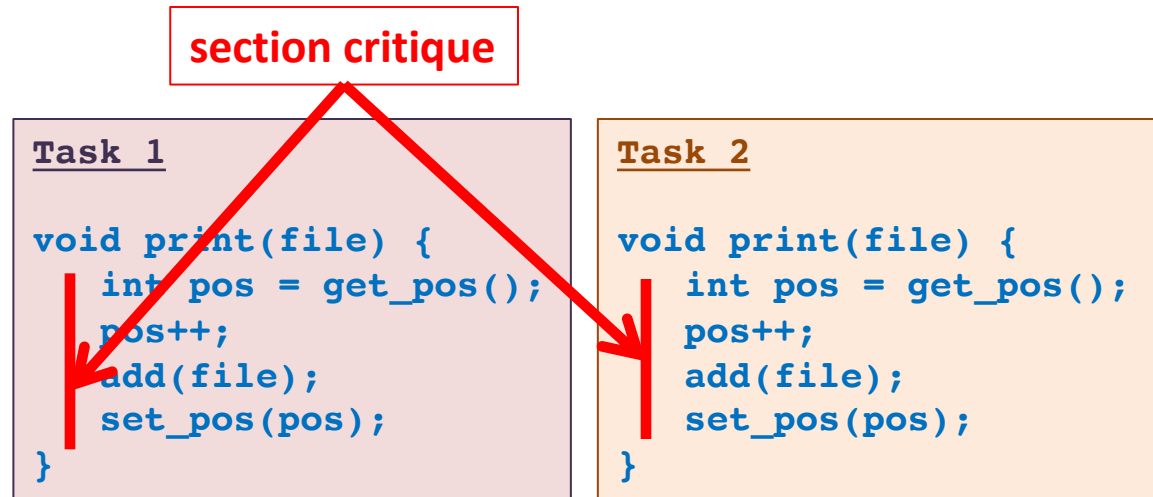 section critique
Task 1
void print(file) {
int pos = get_pos();
pos++;
add(file);
set_pos(pos);
}
Task 2
void print(file) {
int pos = get_pos();
pos++;
add(file);
set_pos(pos);
}